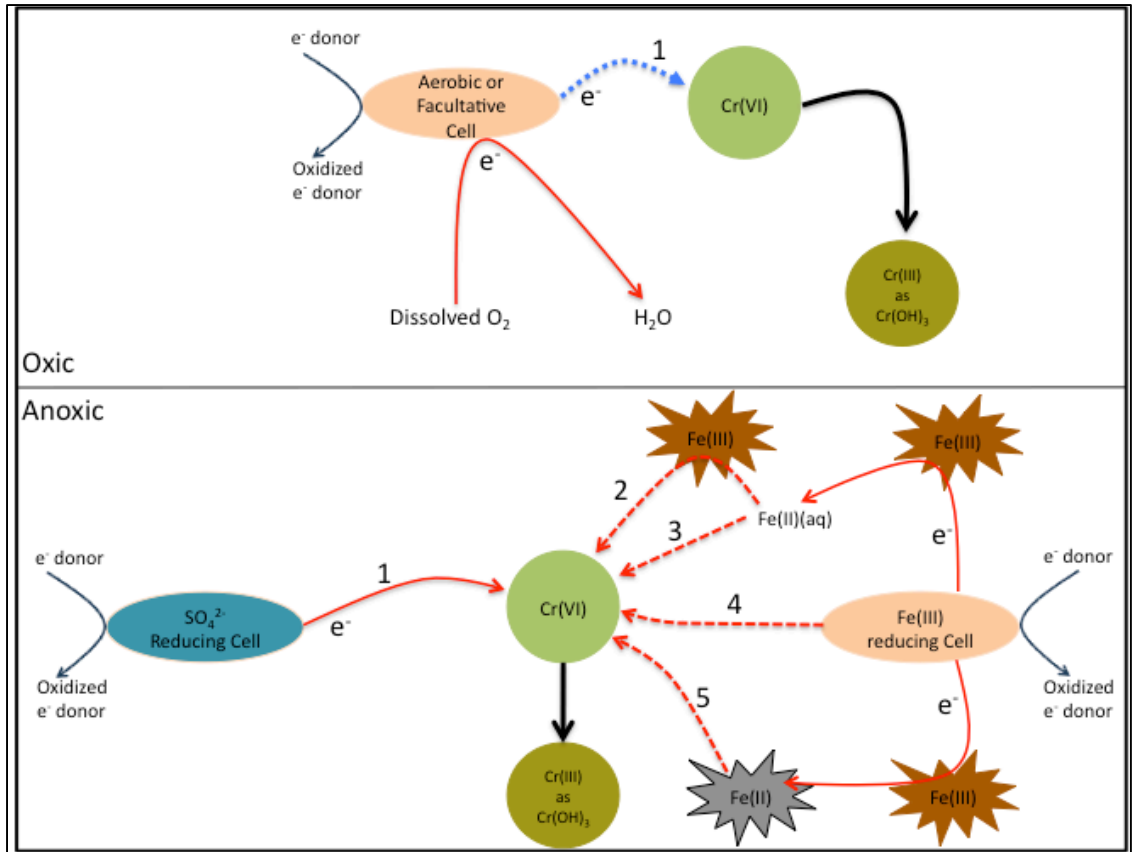 e⁻ donor
Aerobic or
Facultative
Cell
Oxidized
e⁻ donor
e⁻
1
e⁻
Cr(VI)
Dissolved O₂
H₂O
Cr(III)
as
Cr(OH)₃
Oxic
Anoxic
Fe(III)
Fe(III)
2
3
Fe(II)(aq)
e⁻
e⁻ donor
SO₄²⁻
Reducing Cell
Oxidized
e⁻ donor
1
e⁻
Cr(VI)
4
Fe(III)
reducing Cell
e⁻ donor
Oxidized
e⁻ donor
5
e⁻
Cr(III)
as
Cr(OH)₃
Fe(II)
Fe(III)